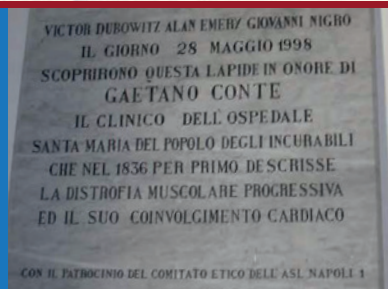 VICTOR DUBOWITZ ALAN EMERY GIOVANNI NIGRO
IL GIORNO 28 MAGGIO 1998
SCOPRIRONO QUESTA LAPIDE IN ONORE DI
GAETANO CONTE
IL CLINICO DELL'OSPEDALE
SANTA MARIA DEL POPOLO DEGLI INCURABILI
CHE NEL 1836 PER PRIMO DESCRISSE
LA DISTROFIA MUSCOLARE PROGRESSIVA
ED IL SUO COINVOLGIMENTO CARDIACO
CON IL PATROCINIO DEL COMITATO ETICO DELL'ASL NAPOLI 1